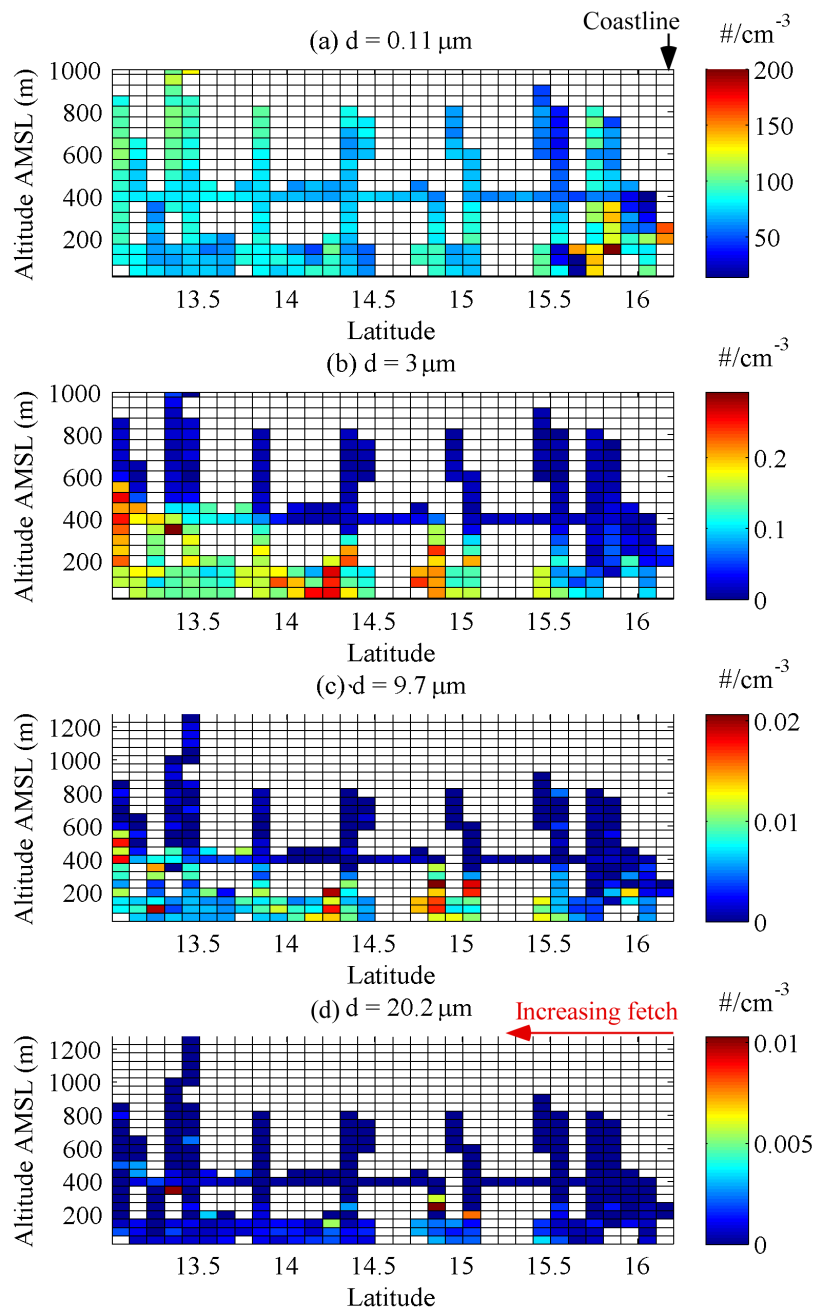 Coastline
(a) d = 0.11 μm
#/cm-3
1000
800
600
400
200
Altitude AMSL (m)
200
150
100
50
13.5 14 14.5 15 15.5 16
Latitude
(b) d = 3 μm
#/cm-3
1000
800
600
400
200
Altitude AMSL (m)
0.2
0.1
0
13.5 14 14.5 15 15.5 16
Latitude
(c) d = 9.7 μm
#/cm-3
1200
1000
800
600
400
200
Altitude AMSL (m)
0.02
0.01
0
13.5 14 14.5 15 15.5 16
Latitude
(d) d = 20.2 μm
Increasing fetch
#/cm-3
1200
1000
800
600
400
200
Altitude AMSL (m)
0.01
0.005
0
13.5 14 14.5 15 15.5 16
Latitude